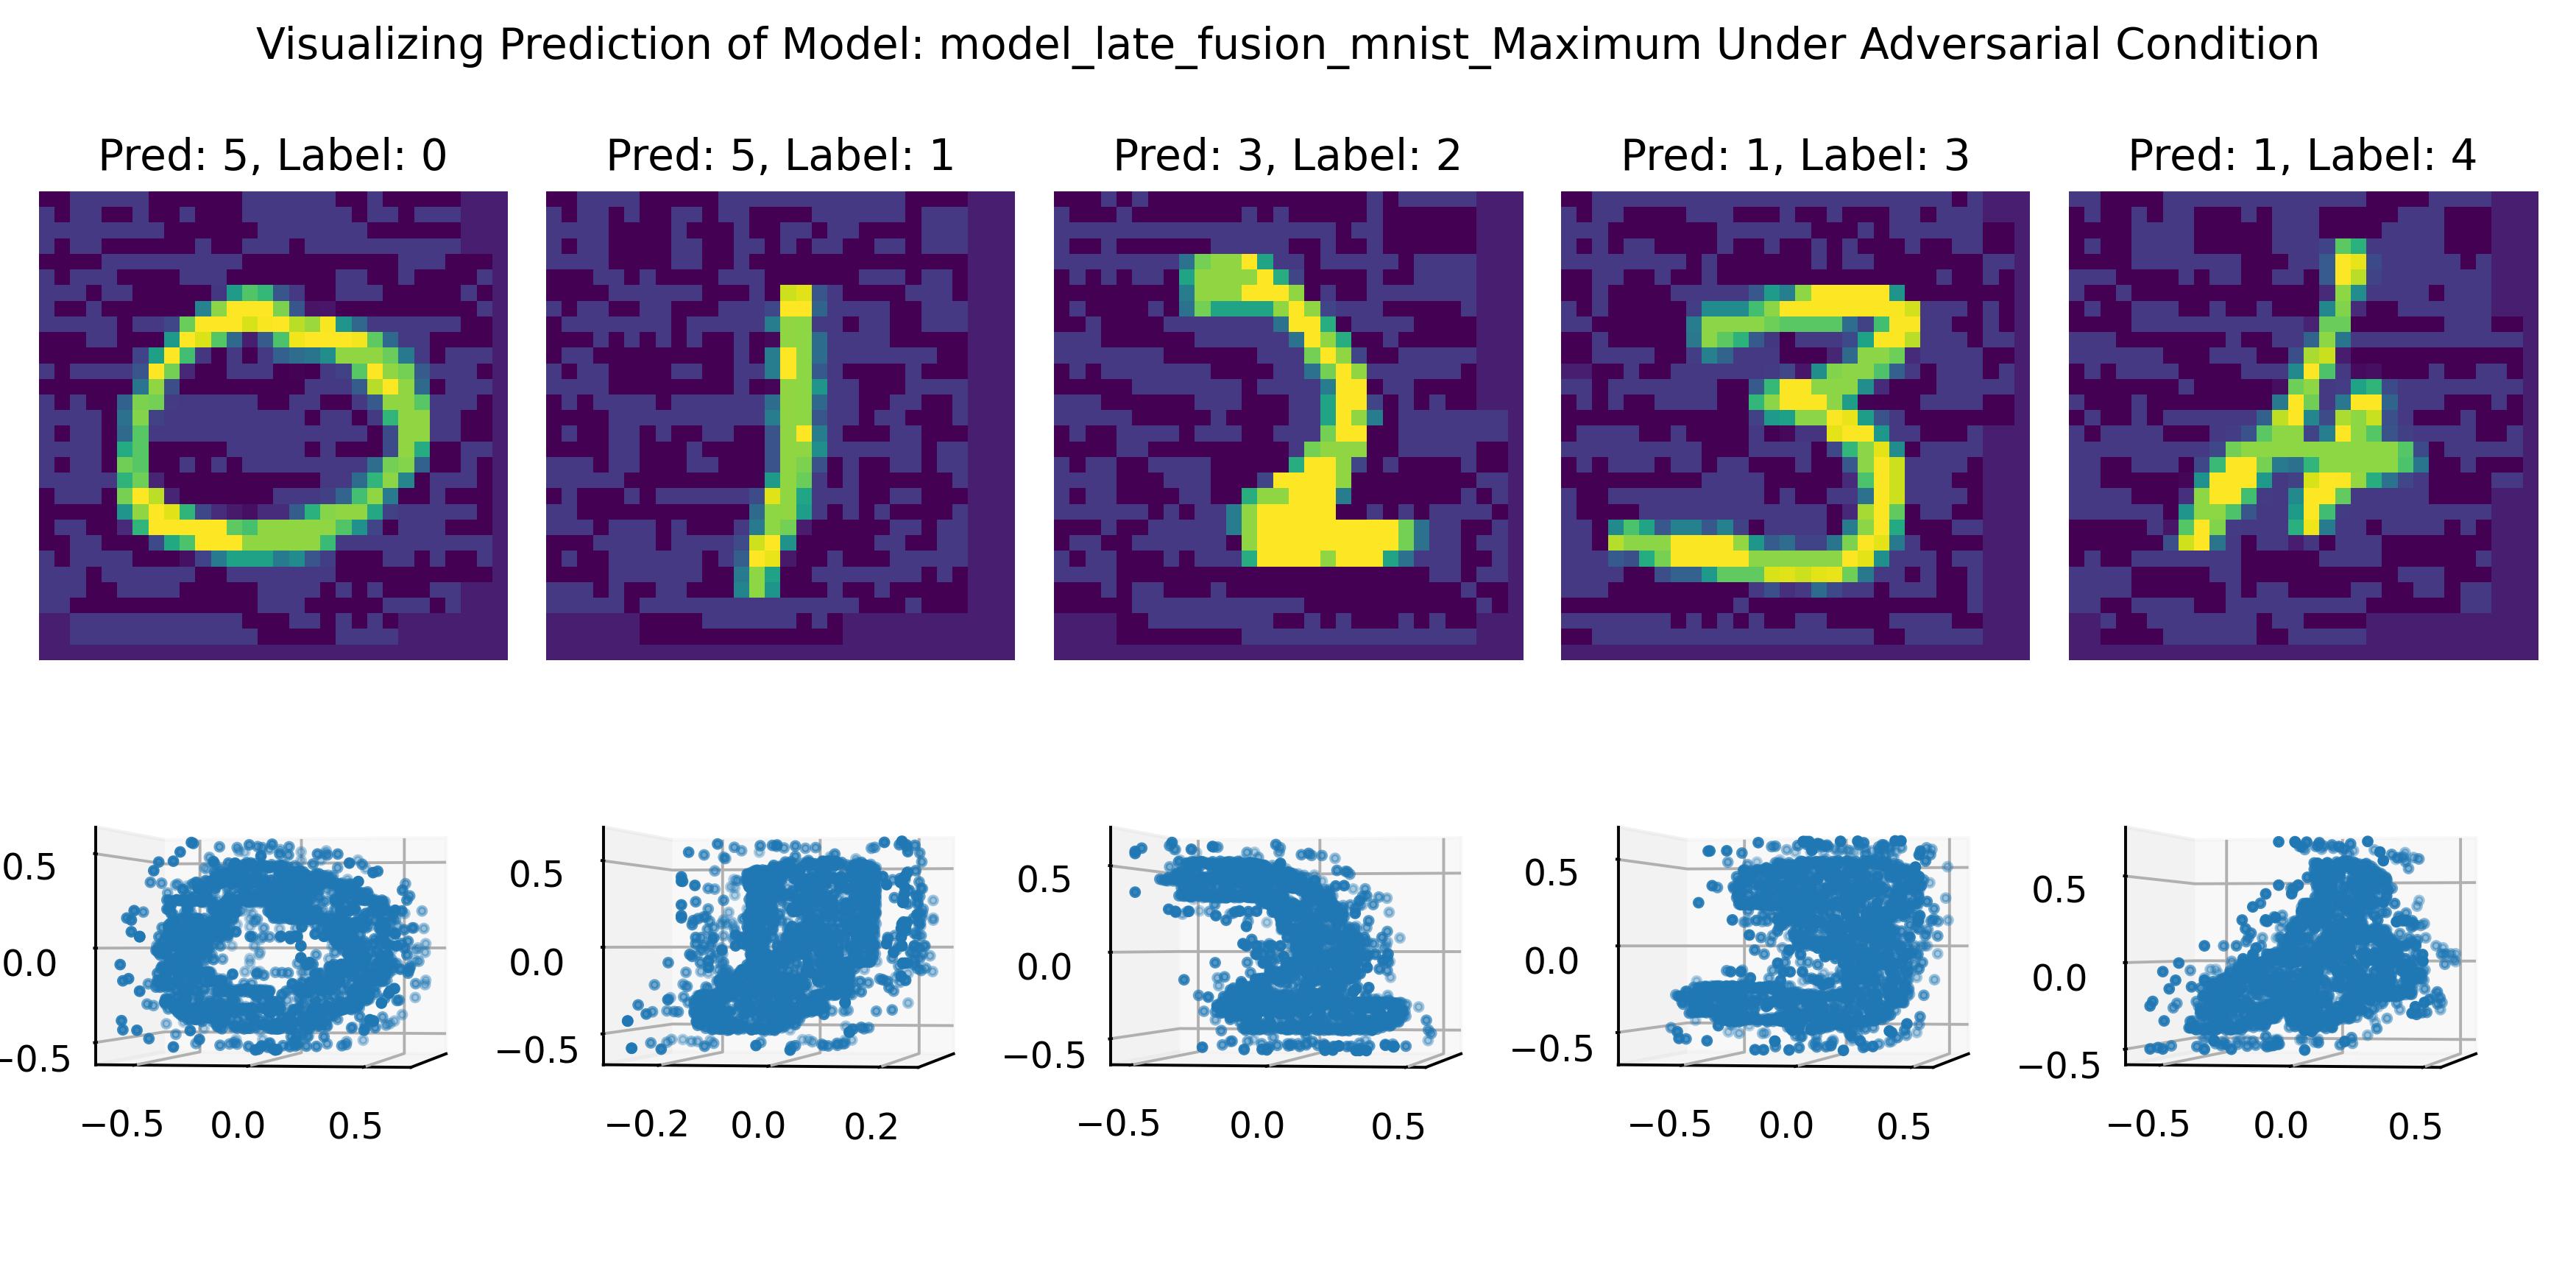 Visualizing Prediction of Model: model_late_fusion_mnist_Maximum Under Adversarial Condition
Pred: 5, Label: 0
Pred: 5, Label: 1
Pred: 3, Label: 2
Pred: 1, Label: 3
Pred: 1, Label: 4
0.5
0.0
−0.5
−0.5 0.0 0.5
0.5
0.0
−0.5
−0.2 0.0 0.2
0.5
0.0
−0.5
−0.5 0.0 0.5
0.5
0.0
−0.5
−0.5 0.0 0.5
0.5
0.0
−0.5
−0.5 0.0 0.5